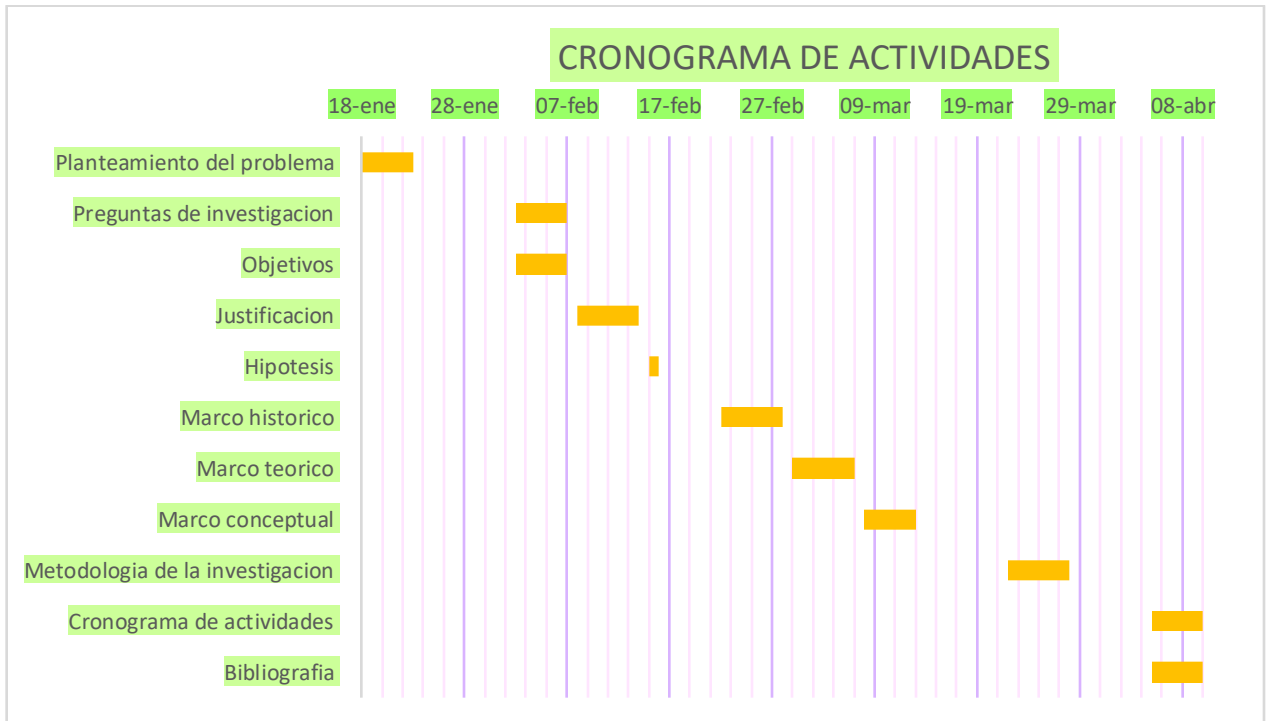 CRONOGRAMA DE ACTIVIDADES
18-ene 28-ene 07-feb 17-feb 27-feb 09-mar 19-mar 29-mar 08-abr
Planteamiento del problema
Preguntas de investigacion
Objetivos
Justificacion
Hipotesis
Marco historico
Marco teorico
Marco conceptual
Metodologia de la investigacion
Cronograma de actividades
Bibliografia